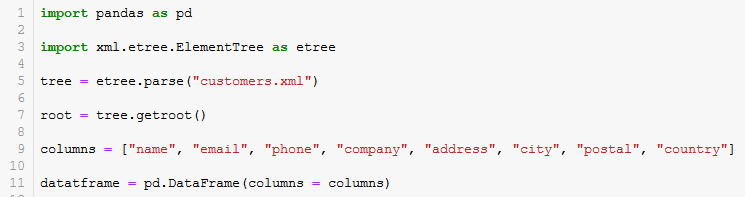 1 import pandas as pd
2
3 import xml.etree.ElementTree as etree
4
5 tree = etree.parse("customers.xml")
6
7 root = tree.getroot()
8
9 columns = ["name", "email", "phone", "company", "address", "city", "postal", "country"]
10
11 datatframe = pd.DataFrame(columns = columns)